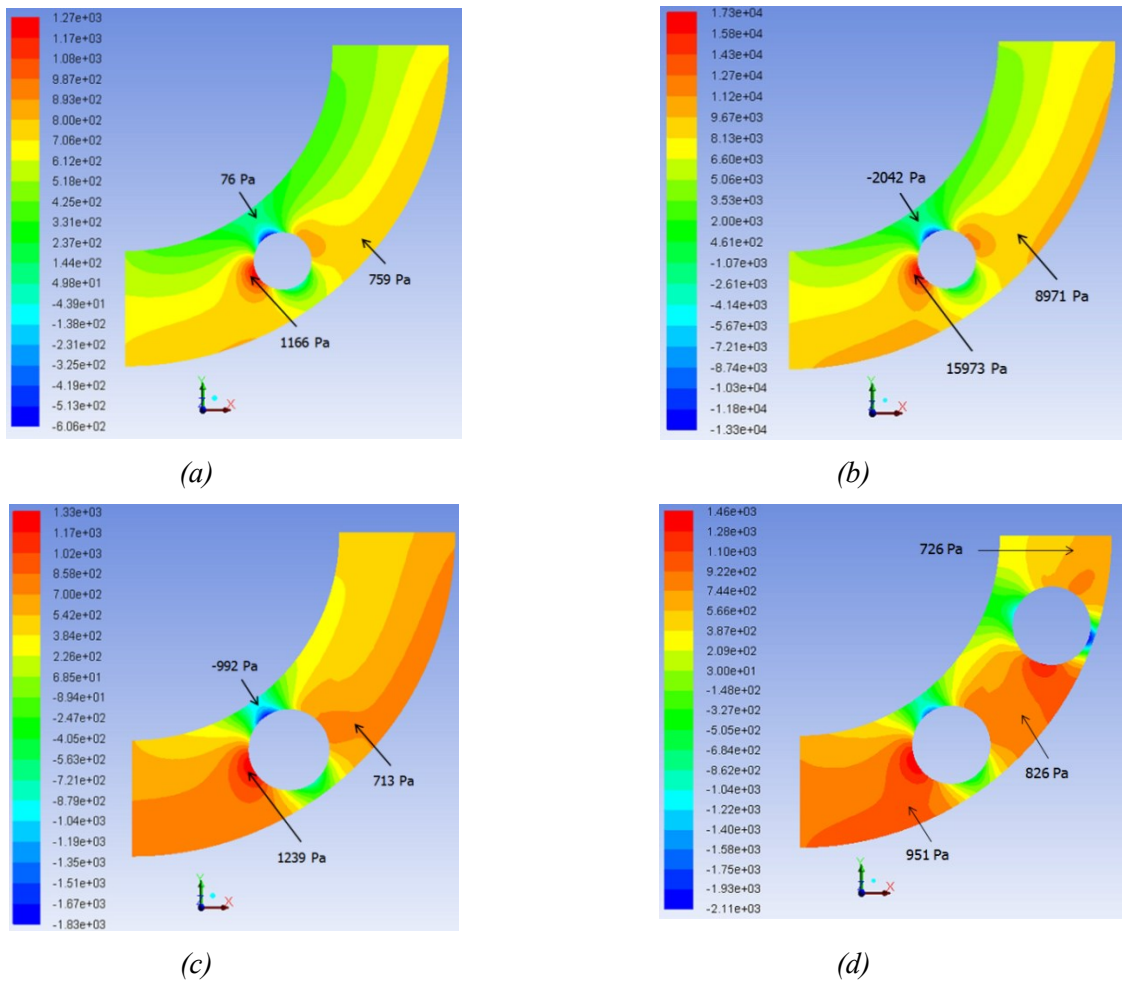 1.27e+03
1.17e+03
1.08e+03
9.87e+02
8.93e+02
8.00e+02
7.06e+02
6.12e+02
5.18e+02
4.25e+02
3.31e+02
2.37e+02
1.44e+02
4.98e+01
-4.39e+01
-1.38e+02
-2.31e+02
-3.25e+02
-4.19e+02
-5.13e+02
-6.06e+02
76 Pa
759 Pa
1166 Pa
Y
Z
X
(a)
1.73e+04
1.58e+04
1.43e+04
1.27e+04
1.12e+04
9.67e+03
8.13e+03
6.60e+03
5.06e+03
3.53e+03
2.00e+03
4.61e+02
-1.07e+03
-2.61e+03
-4.14e+03
-5.67e+03
-7.21e+03
-8.74e+03
-1.03e+04
-1.18e+04
-1.33e+04
-2042 Pa
8971 Pa
15973 Pa
Y
Z
X
(b)
1.33e+03
1.17e+03
1.02e+03
8.58e+02
7.00e+02
5.42e+02
3.84e+02
2.26e+02
6.85e+01
-8.94e+01
-2.47e+02
-4.05e+02
-5.63e+02
-7.21e+02
-8.79e+02
-1.04e+03
-1.19e+03
-1.35e+03
-1.51e+03
-1.67e+03
-1.83e+03
-992 Pa
713 Pa
1239 Pa
Y
Z
X
(c)
1.46e+03
1.28e+03
1.10e+03
9.22e+02
7.44e+02
5.66e+02
3.87e+02
2.09e+02
3.00e+01
-1.48e+02
-3.27e+02
-5.05e+02
-6.84e+02
-8.62e+02
-1.04e+03
-1.22e+03
-1.40e+03
-1.58e+03
-1.75e+03
-1.93e+03
-2.11e+03
726 Pa
826 Pa
951 Pa
Y
Z
X
(d)